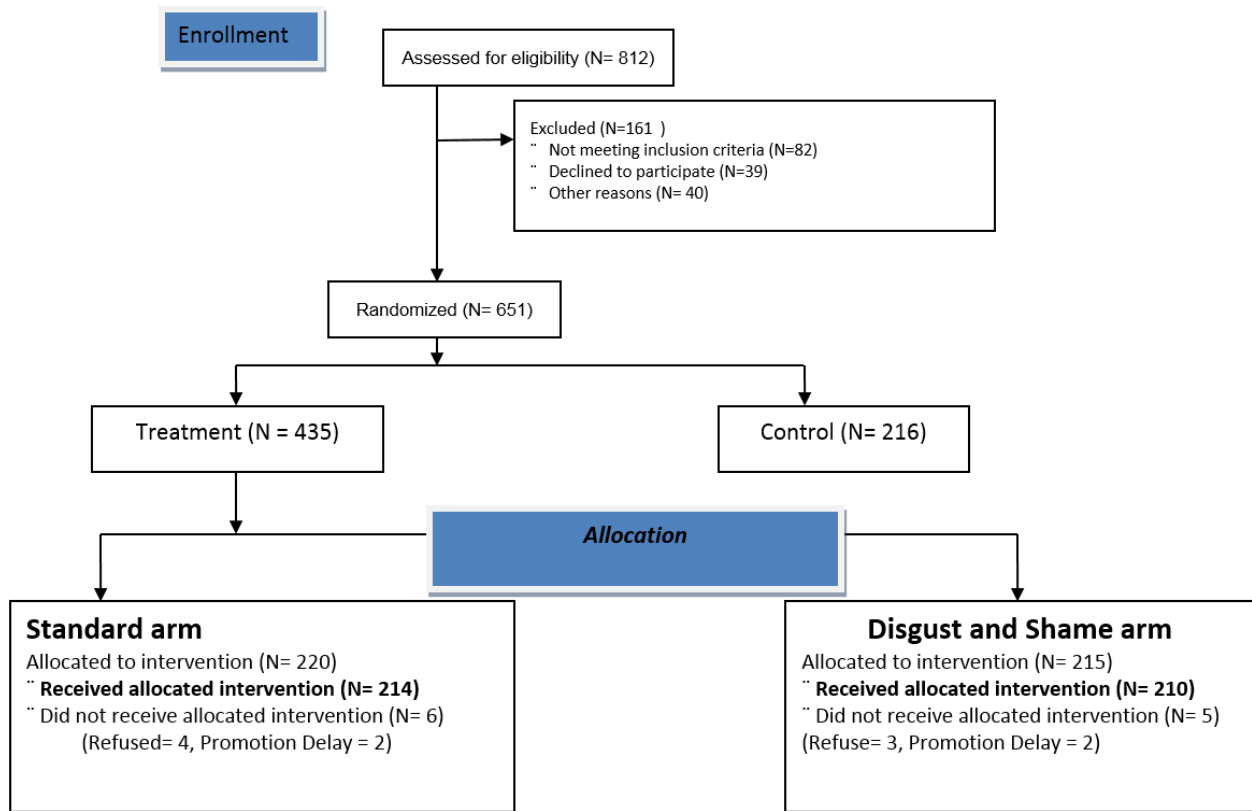 Enrollment
Assessed for eligibility (N= 812)
Excluded (N=161 )
¨ Not meeting inclusion criteria (N=82)
¨ Declined to participate (N=39)
¨ Other reasons (N= 40)
Randomized (N= 651)
Treatment (N = 435)
Control (N= 216)
Allocation
Standard arm
Allocated to intervention (N= 220)
¨ Received allocated intervention (N= 214)
¨ Did not receive allocated intervention (N= 6)
(Refused= 4, Promotion Delay = 2)
Disgust and Shame arm
Allocated to intervention (N= 215)
¨ Received allocated intervention (N= 210)
¨ Did not receive allocated intervention (N= 5)
(Refuse= 3, Promotion Delay = 2)